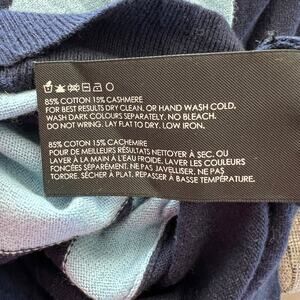 85% COTTON 15% CASHMERE
FOR BEST RESULTS DRY CLEAN, OR HAND WASH COLD.
WASH DARK COLOURS SEPARATELY. NO BLEACH.
DO NOT WRING. LAY FLAT TO DRY. LOW IRON.
85% COTON 15% CACHEMIRE
POUR DE MEILLEURS RÉSULTATS NETTOYER À SEC, OU
LAVER À LA MAIN À L'EAU FROIDE. LAVER LES COULEURS
FONCÉES SÉPARÉMENT. NE PAS JAVELLISER. NE PAS
TORDRE. SÉCHER À PLAT. REPASSER À BASSE TEMPÉRATURE.